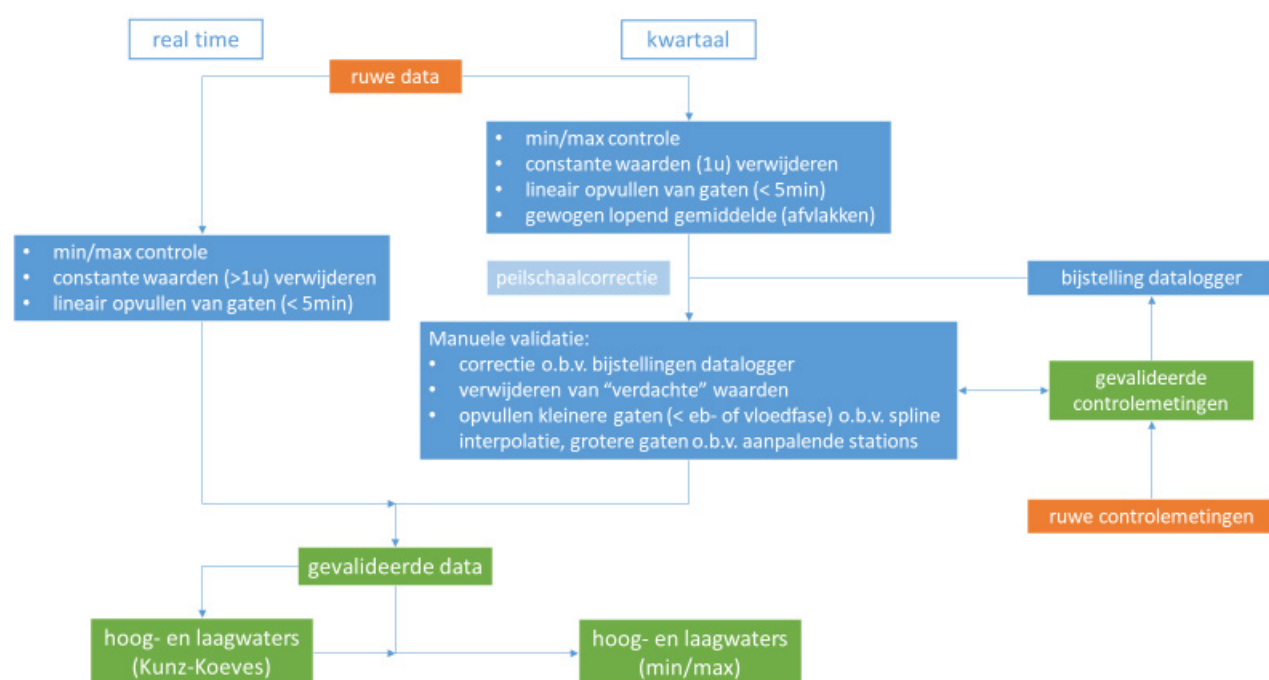 real time
kwartaal
ruwe data
• min/max controle
• constante waarden (1u) verwijderen
• lineair opvullen van gaten (< 5min)
• gewogen lopend gemiddelde (afvlakken)
• min/max controle
• constante waarden (>1u) verwijderen
• lineair opvullen van gaten (< 5min)
peilschaalcorrectie
bijstelling datalogger
Manuele validatie:
• correctie o.b.v. bijstellingen datalogger
• verwijderen van “verdachte” waarden
• opvullen kleinere gaten (< eb- of vloedfase) o.b.v. spline
interpolatie, grotere gaten o.b.v. aanpalende stations
gevalideerde
controlemetingen
ruwe controlemetingen
gevalideerde data
hoog- en laagwaters
(Kunz-Koeves)
hoog- en laagwaters
(min/max)